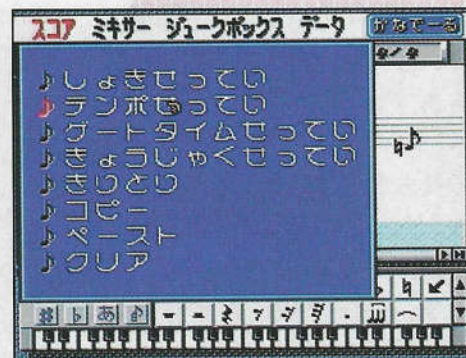 スコア ミキサー ジュークボックス データ かなでーる
しょきせってい
テンポせってい
ゲートタイムせってい
きょうじゃくせってい
きりとり
コピー
ペースト
クリア
あ